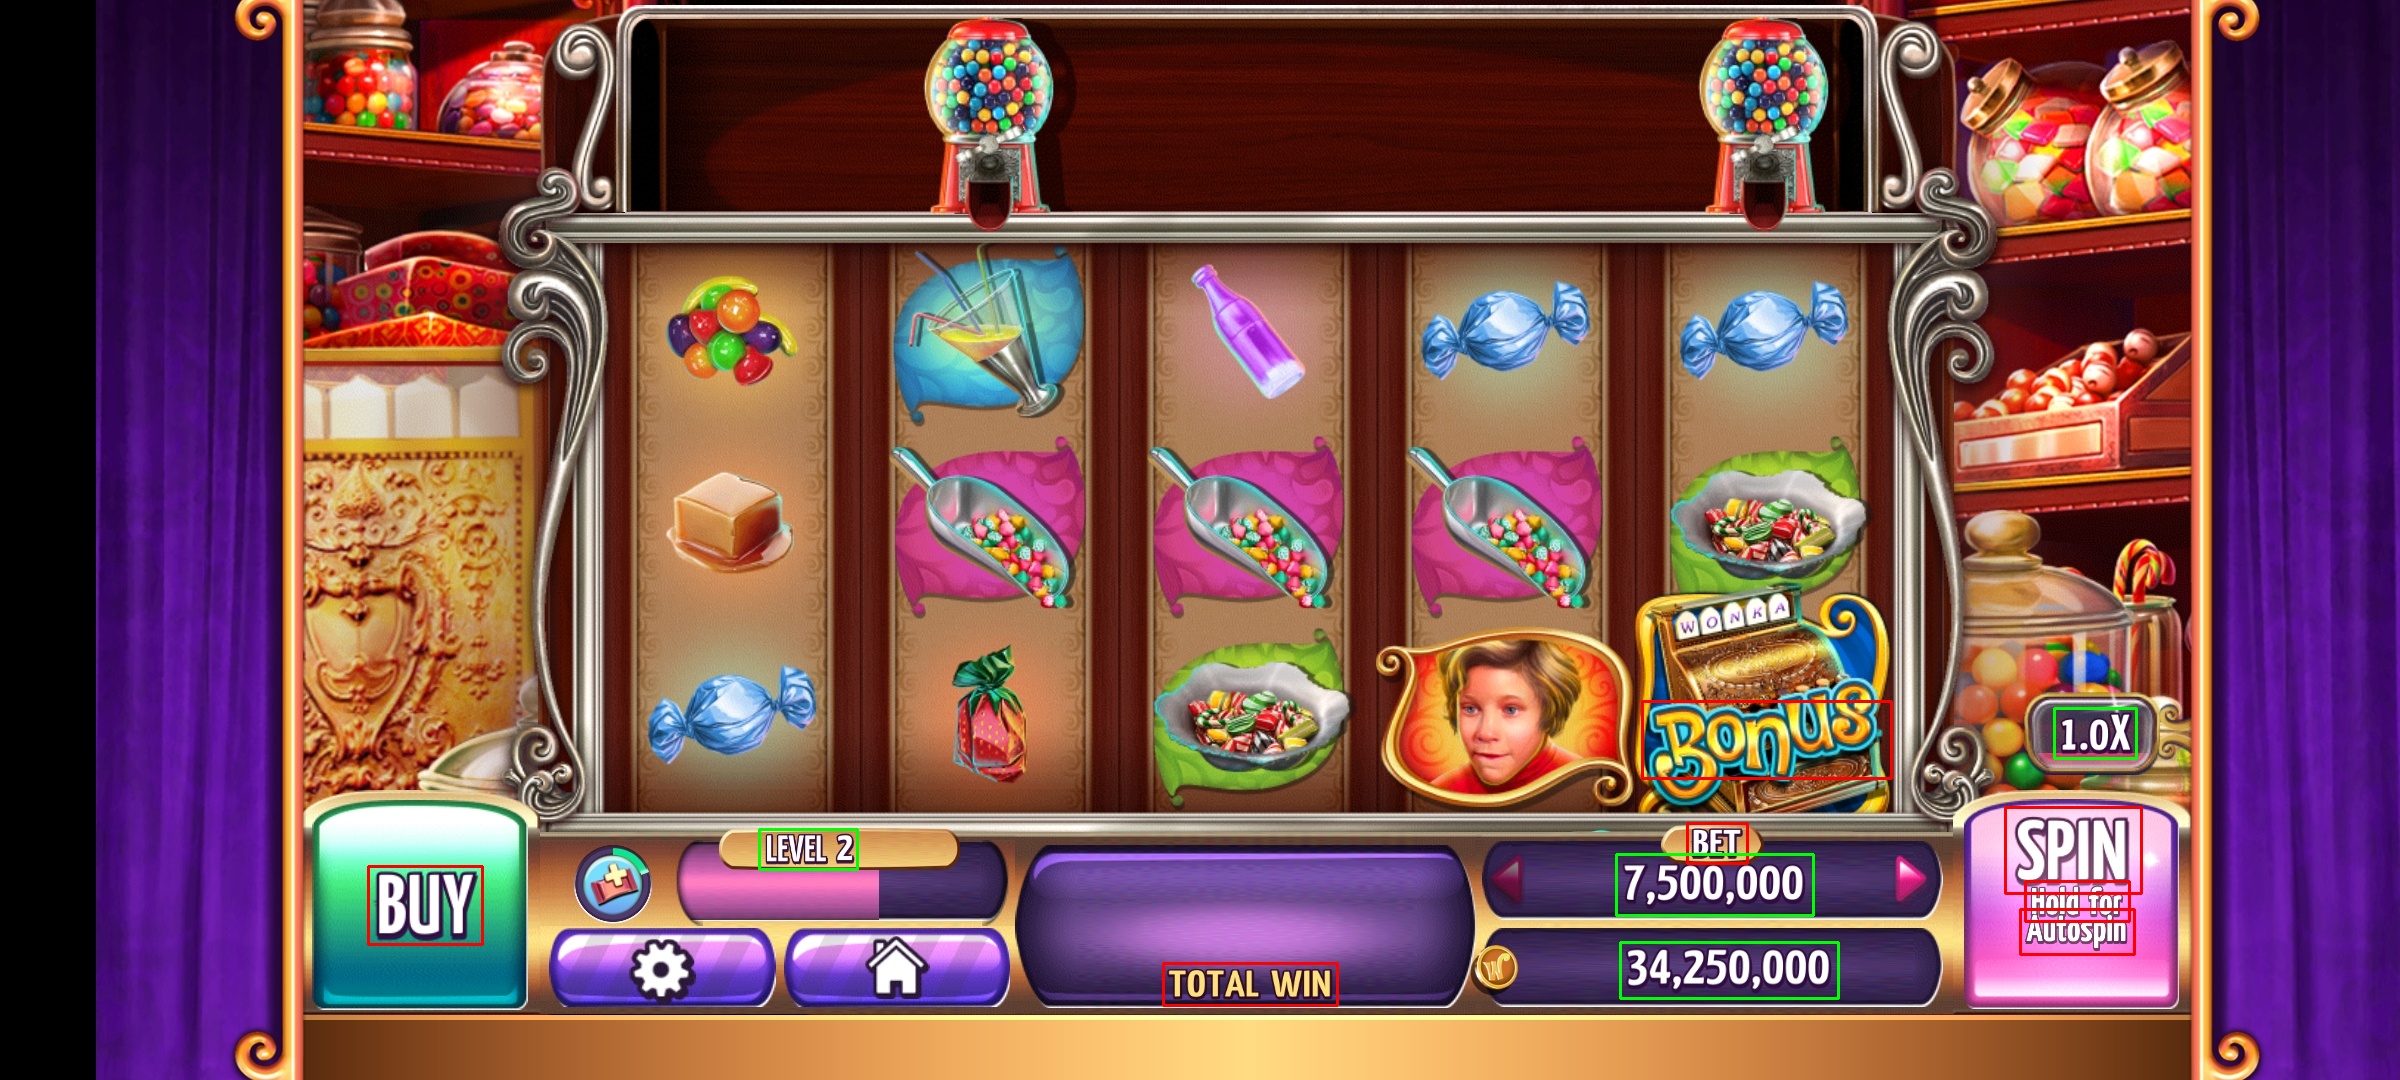 WONKA
BONUS
1.0X
LEVEL 2
BET
7,500,000
SPIN
Hold for
Autospin
BUY
34,250,000
TOTAL WIN
W